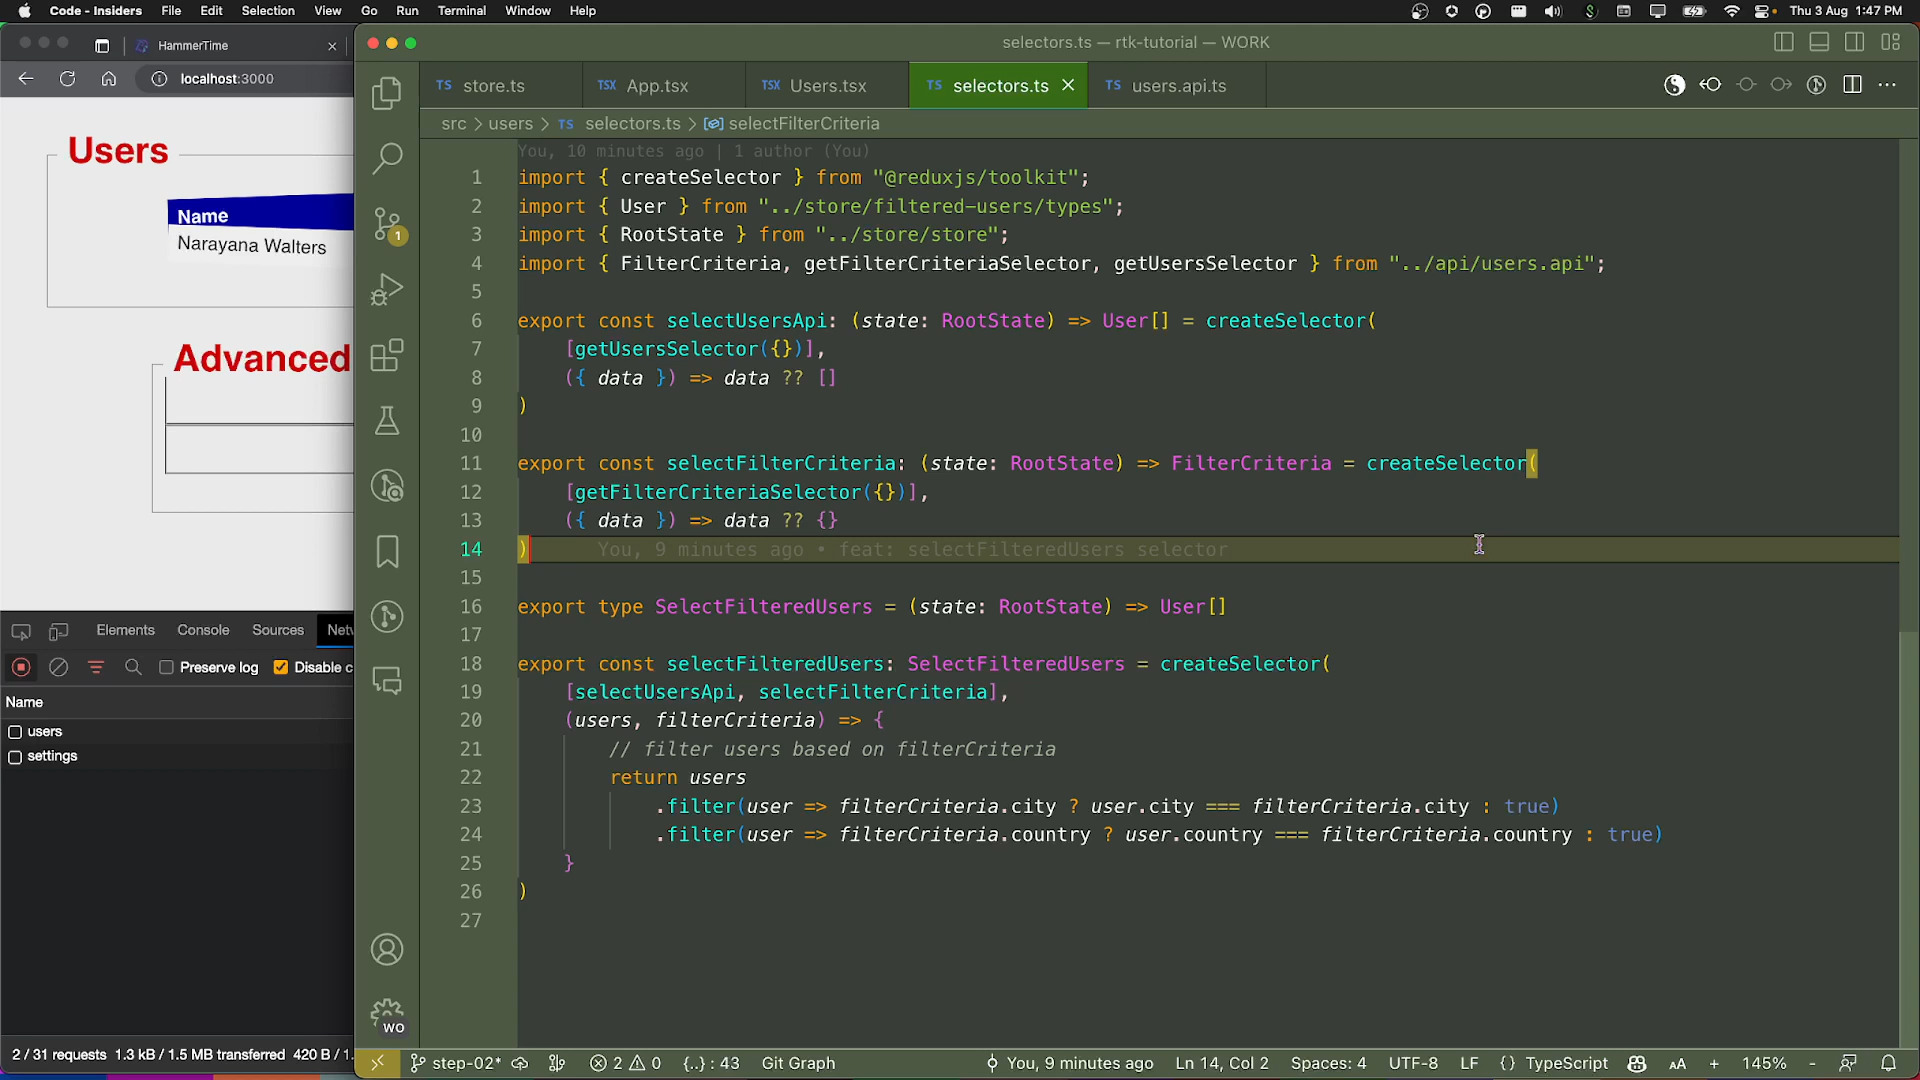 Code - Insiders File Edit Selection View Go Run Terminal Window Help
Thu 3 Aug 1:47 PM
HammerTime
localhost:3000
Users
Name
Narayana Walters
Advanced
Elements Console Sources Netw
Preserve log Disable c
Name
users
settings
2 / 31 requests 1.3 kB / 1.5 MB transferred 420 B / 1.
selectors.ts — rtk-tutorial — WORK
TS store.ts
TSX App.tsx
TSX Users.tsx
TS selectors.ts
TS users.api.ts
src > users > TS selectors.ts > selectFilterCriteria
You, 10 minutes ago | 1 author (You)
1 import { createSelector } from "@reduxjs/toolkit";
2 import { User } from "../store/filtered-users/types";
3 import { RootState } from "../store/store";
4 import { FilterCriteria, getFilterCriteriaSelector, getUsersSelector } from "../api/users.api";
5
6 export const selectUsersApi: (state: RootState) => User[] = createSelector(
7 [getUsersSelector({})],
8 ({ data }) => data ?? []
9 )
10
11 export const selectFilterCriteria: (state: RootState) => FilterCriteria = createSelector(
12 [getFilterCriteriaSelector({})],
13 ({ data }) => data ?? {}
14 ) You, 9 minutes ago • feat: selectFilteredUsers selector
15
16 export type SelectFilteredUsers = (state: RootState) => User[]
17
18 export const selectFilteredUsers: SelectFilteredUsers = createSelector(
19 [selectUsersApi, selectFilterCriteria],
20 (users, filterCriteria) => {
21 // filter users based on filterCriteria
22 return users
23 .filter(user => filterCriteria.city ? user.city === filterCriteria.city : true)
24 .filter(user => filterCriteria.country ? user.country === filterCriteria.country : true)
25 }
26 )
27
1
WO
step-02* 2 0 {..} : 43 Git Graph You, 9 minutes ago Ln 14, Col 2 Spaces: 4 UTF-8 LF {} TypeScript AA + 145% -